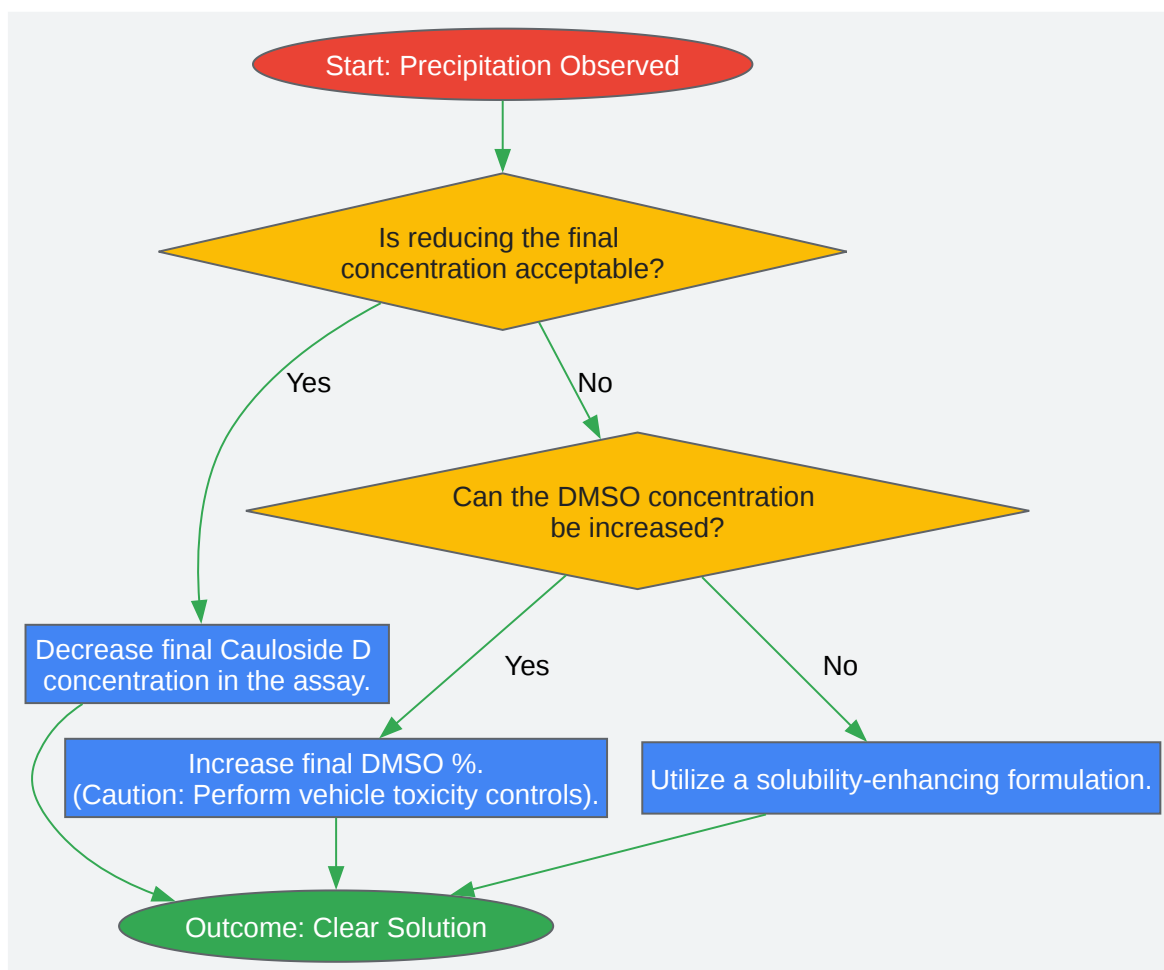 Start: Precipitation Observed
Is reducing the final
concentration acceptable?
Yes
No
Can the DMSO concentration
be increased?
Decrease final Cauloside D
concentration in the assay.
Yes
No
Increase final DMSO %.
(Caution: Perform vehicle toxicity controls).
Utilize a solubility-enhancing formulation.
Outcome: Clear Solution